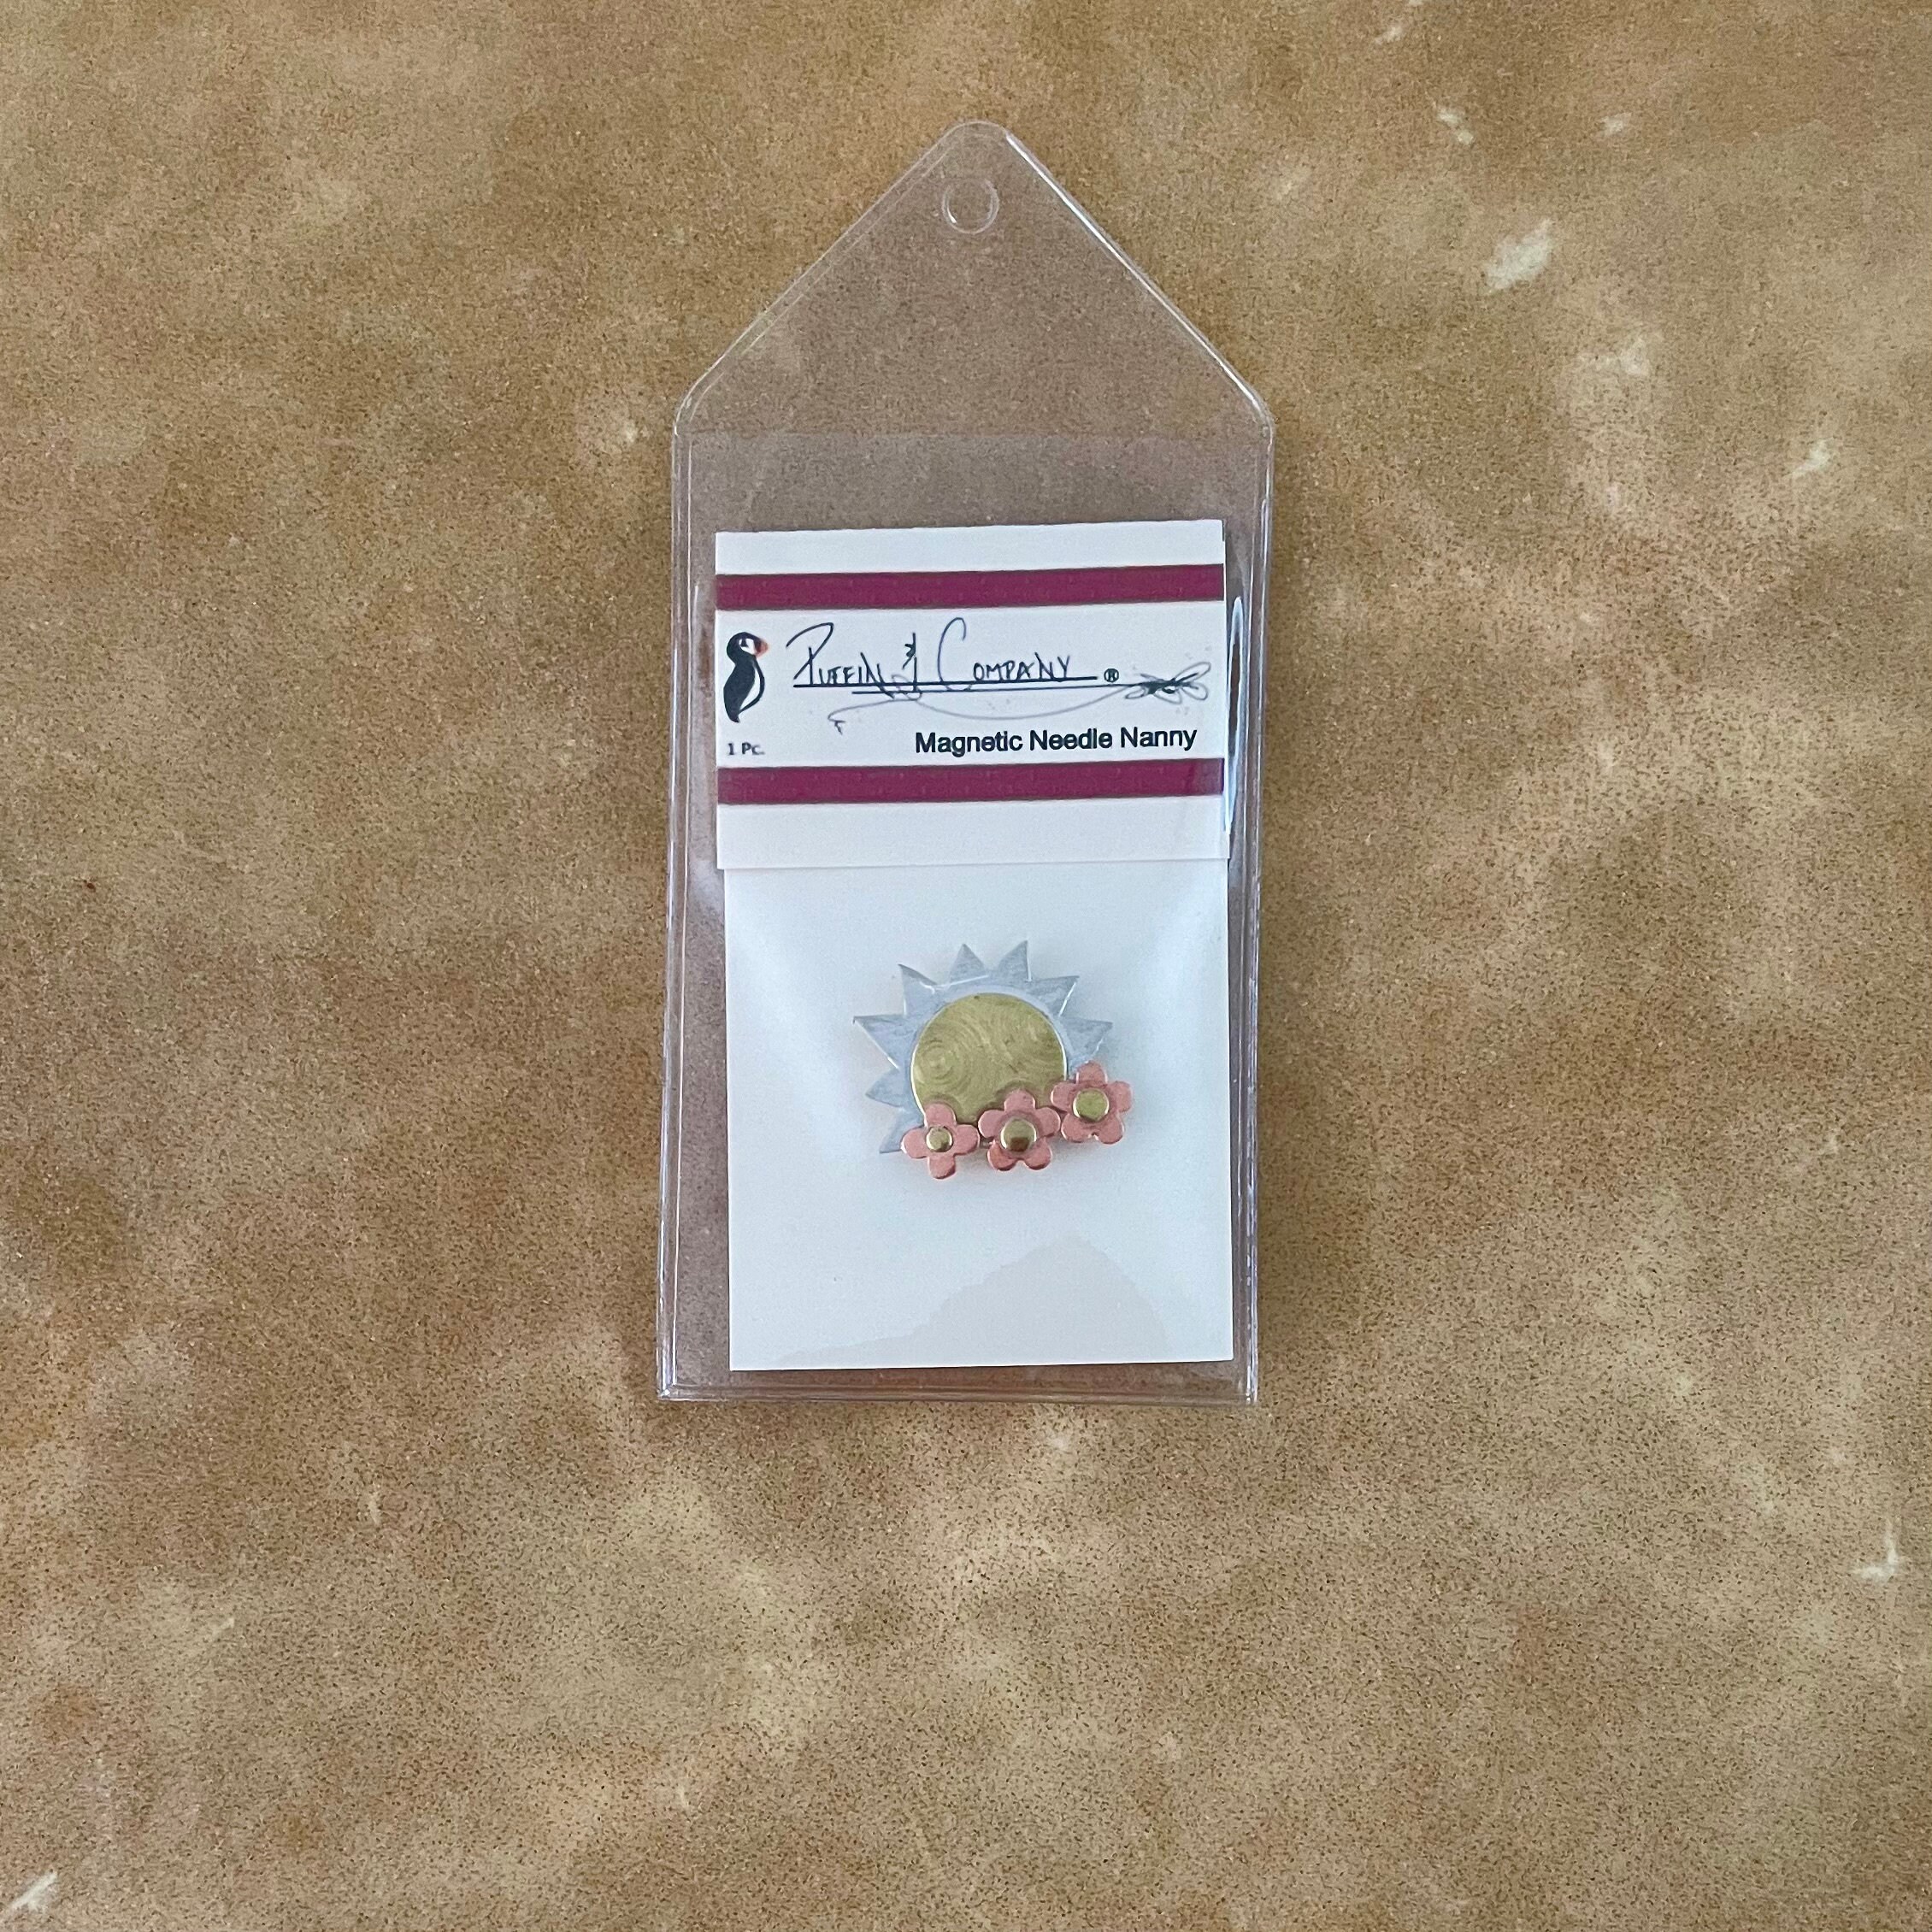 Puffin & Company ®
1 Pc. Magnetic Needle Nanny